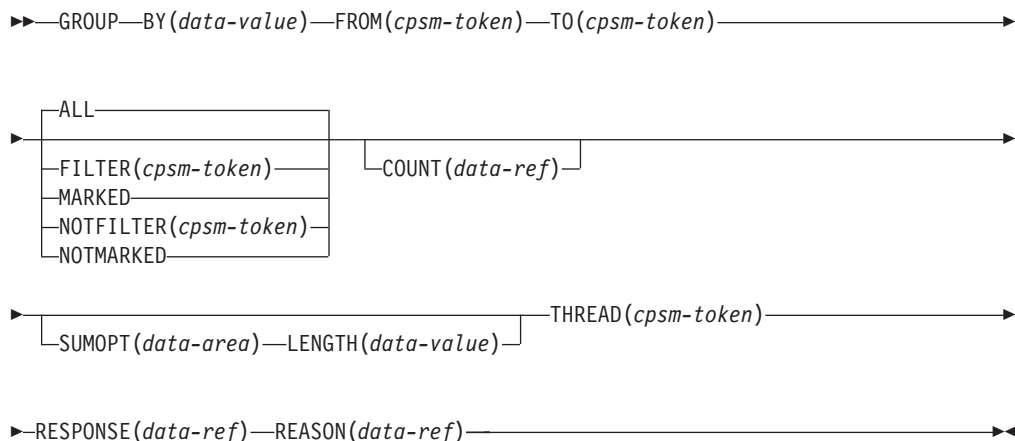 GROUP BY(data-value) FROM(cpsm-token) TO(cpsm-token)
ALL
FILTER(cpsm-token)
MARKED
NOTFILTER(cpsm-token)
NOTMARKED
COUNT(data-ref)
SUMOPT(data-area) LENGTH(data-value)
THREAD(cpsm-token)
RESPONSE(data-ref) REASON(data-ref)